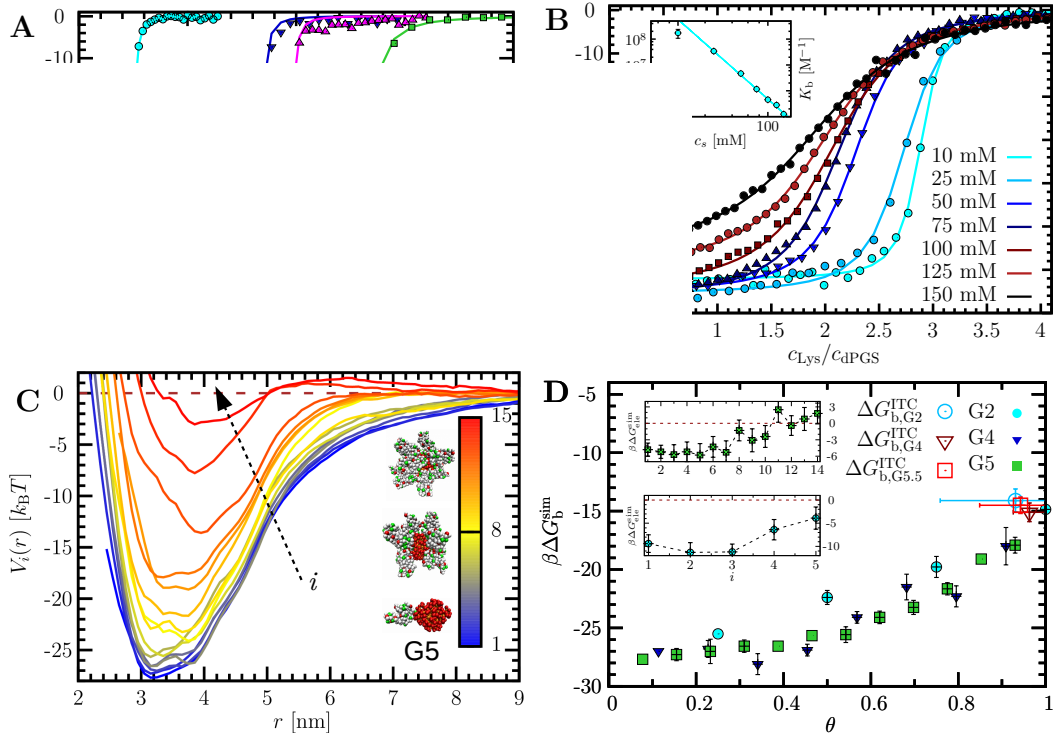 A
0
−10
B
0
−10
10⁸
K_b [M⁻¹]
100
c_s [mM]
10 mM
25 mM
50 mM
75 mM
100 mM
125 mM
150 mM
1 1.5 2 2.5 3 3.5 4
c_Lys/c_dPGS
C
0
−5
−10
−15
−20
−25
V_i(r) [k_BT]
15
8
1
i
G5
2 3 4 5 6 7 8 9
r [nm]
D
−5
−10
−15
−20
−25
−30
βΔG_b^sim
ΔG_b,G2^ITC G2
ΔG_b,G4^ITC G4
ΔG_b,G5.5^ITC G5
βΔG_ele^sim
3
0
−3
−6
1 2 4 6 8 10 12 14
βΔG_ele^sim
0
−5
−10
1 2 3 4 5
i
0 0.2 0.4 0.6 0.8 1
θ